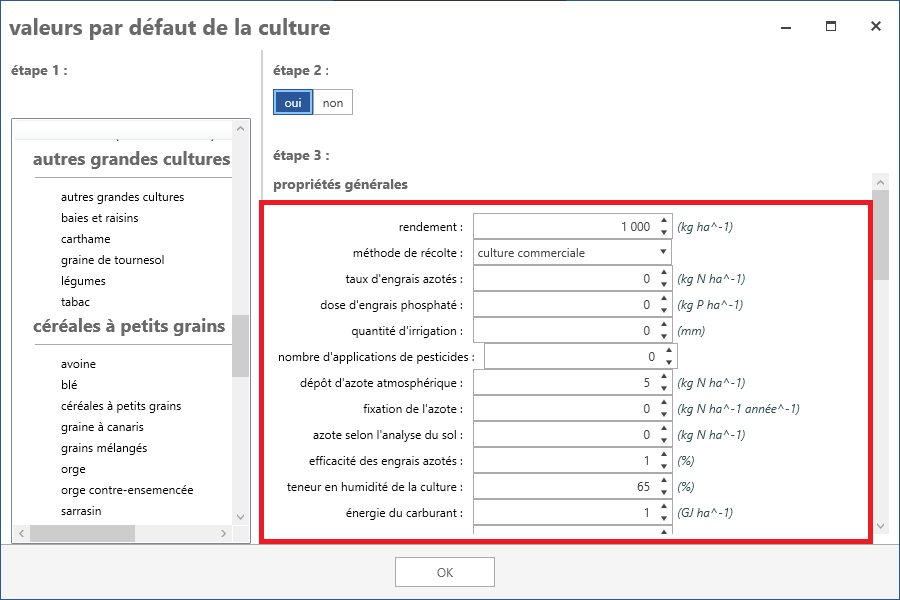 valeurs par défaut de la culture
étape 1 :
autres grandes cultures
autres grandes cultures
baies et raisins
carthame
graine de tournesol
légumes
tabac
céréales à petits grains
avoine
blé
céréales à petits grains
graine à canaris
grains mélangés
orge
orge contre-ensemencée
sarrasin
étape 2 :
oui non
étape 3 :
propriétés générales
rendement : 1 000 (kg ha^-1)
méthode de récolte : culture commerciale
taux d'engrais azotés : 0 (kg N ha^-1)
dose d'engrais phosphaté : 0 (kg P ha^-1)
quantité d'irrigation : 0 (mm)
nombre d'applications de pesticides : 0
dépôt d'azote atmosphérique : 5 (kg N ha^-1)
fixation de l'azote : 0 (kg N ha^-1 année^-1)
azote selon l'analyse du sol : 0 (kg N ha^-1)
efficacité des engrais azotés : 1 (%)
teneur en humidité de la culture : 65 (%)
énergie du carburant : 1 (GJ ha^-1)
OK